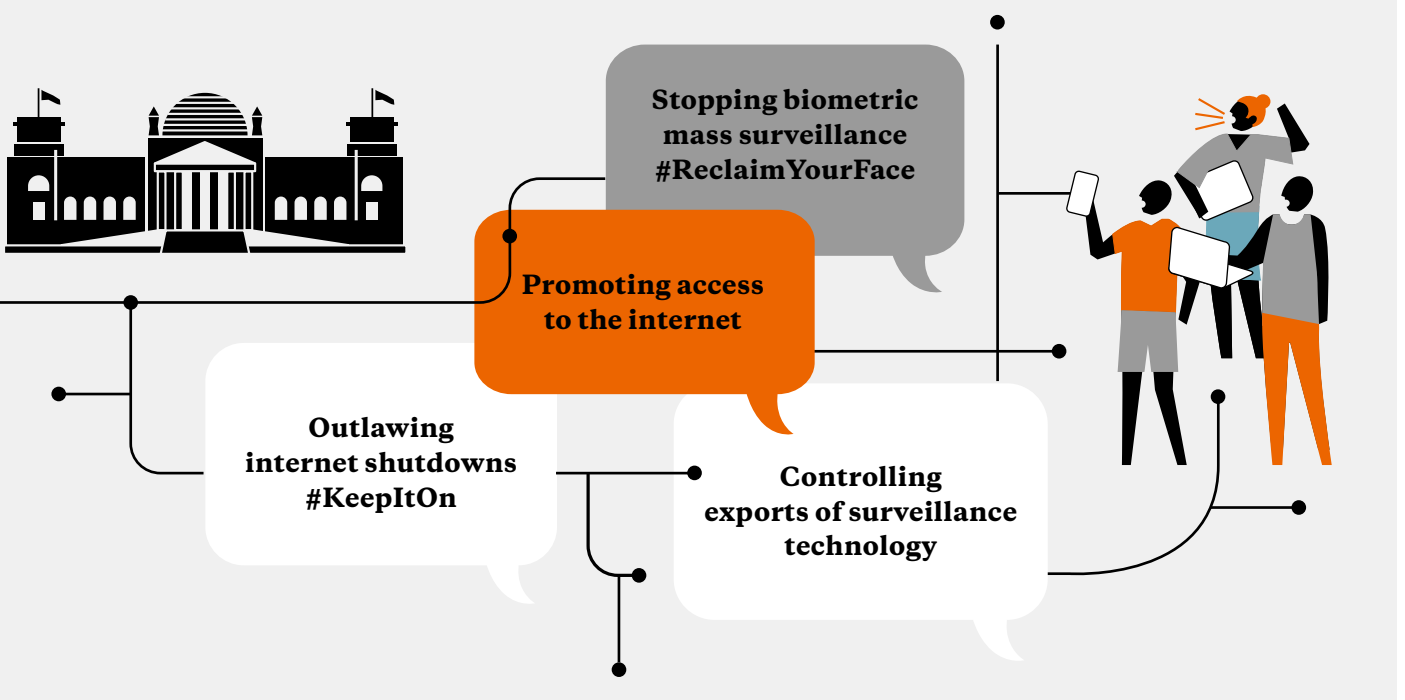 Stopping biometric
mass surveillance
#ReclaimYourFace
Promoting access
to the internet
Outlawing
internet shutdowns
#KeepItOn
Controlling
exports of surveillance
technology